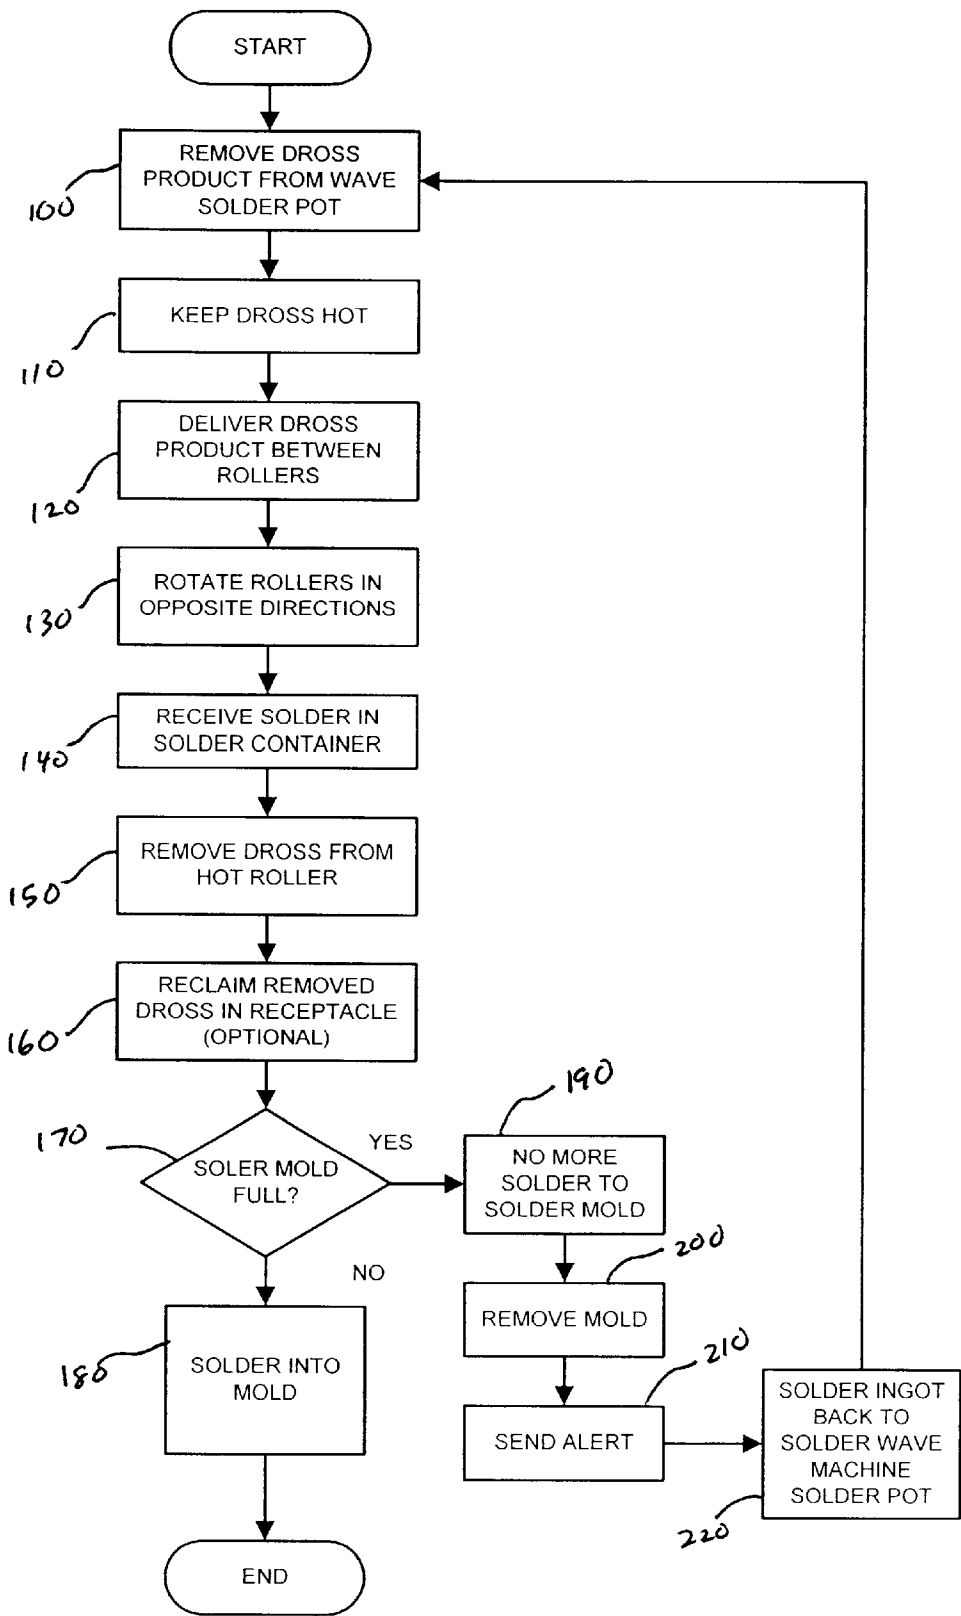 START
REMOVE DROSS
PRODUCT FROM WAVE
SOLDER POT
100
KEEP DROSS HOT
110
DELIVER DROSS
PRODUCT BETWEEN
ROLLERS
120
ROTATE ROLLERS IN
OPPOSITE DIRECTIONS
130
RECEIVE SOLDER IN
SOLDER CONTAINER
140
REMOVE DROSS FROM
HOT ROLLER
150
RECLAIM REMOVED
DROSS IN RECEPTACLE
(OPTIONAL)
160
170
SOLER MOLD
FULL?
YES
NO
190
NO MORE
SOLDER TO
SOLDER MOLD
200
REMOVE MOLD
210
SEND ALERT
SOLDER INGOT
BACK TO
SOLDER WAVE
MACHINE
SOLDER POT
220
180
SOLDER INTO
MOLD
END